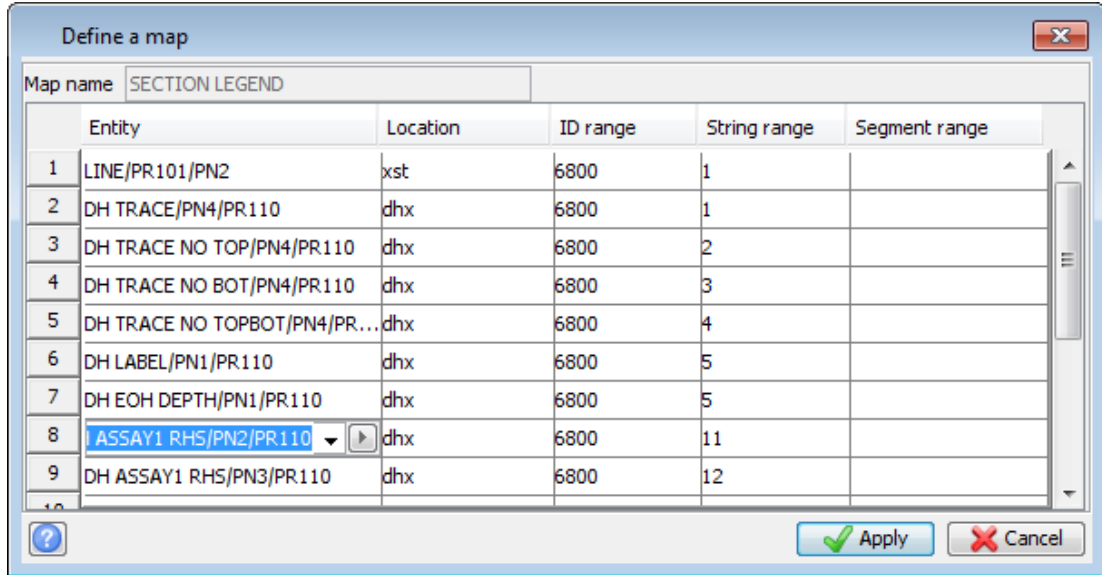 Define a map
Map name SECTION LEGEND
Entity Location ID range String range Segment range
1 LINE/PR101/PN2 xst 6800 1
2 DH TRACE/PN4/PR110 dhx 6800 1
3 DH TRACE NO TOP/PN4/PR110 dhx 6800 2
4 DH TRACE NO BOT/PN4/PR110 dhx 6800 3
5 DH TRACE NO TOPBOT/PN4/PR... dhx 6800 4
6 DH LABEL/PN1/PR110 dhx 6800 5
7 DH EOH DEPTH/PN1/PR110 dhx 6800 5
8 ASSAY1 RHS/PN2/PR110 dhx 6800 11
9 DH ASSAY1 RHS/PN3/PR110 dhx 6800 12
? Apply Cancel